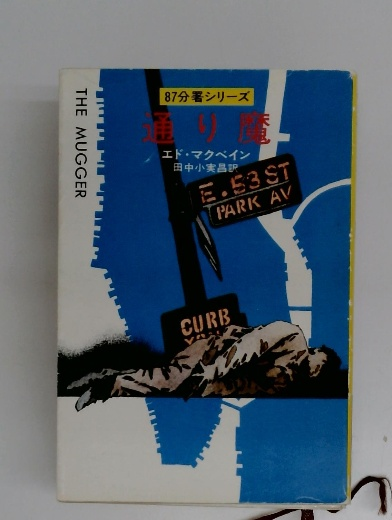 THE MUGGER
87分署シリーズ
通り魔
エド・マクベイン
田中小実昌訳
E. 53 ST
PARK AV
CURB